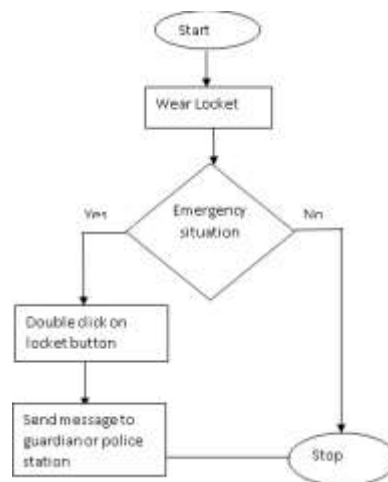 Start
Wear Locket
Emergency
situation
Yes
No
Double click on
locket button
Send message to
guardian or police
station
Stop